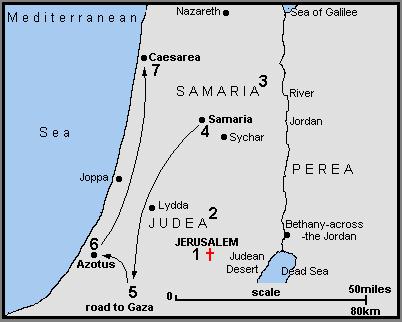 Nazareth
Sea of Galilee
Mediterranean
Caesarea
7
SAMARIA 3
River
Samaria
4
Jordan
Sea
Sychar
PEREA
Joppa
Lydda
JUDEA 2
Bethany-across
-the Jordan
6
JERUSALEM
1
Azotus
Judean
Desert
Dead Sea
5
road to Gaza
0
scale
50miles
80km